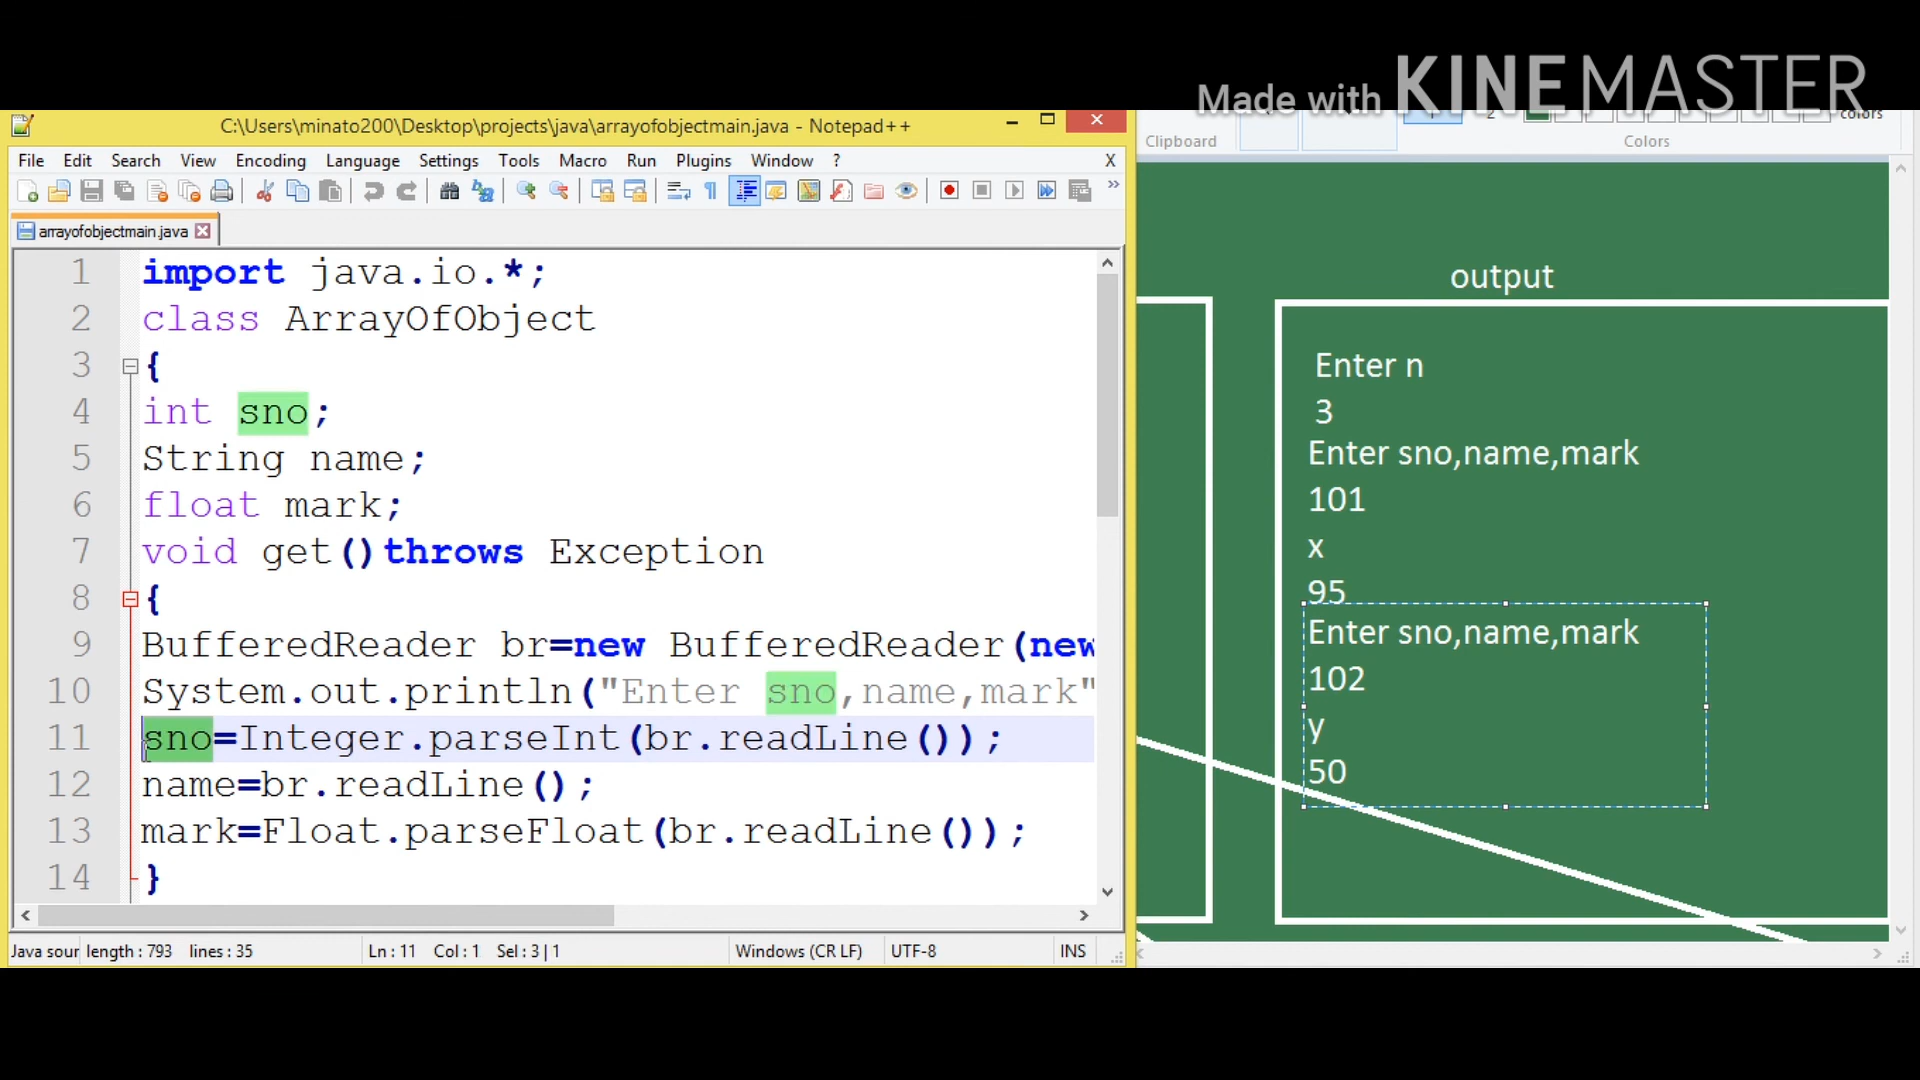 Made with KINEMASTER
C:\Users\minato200\Desktop\projects\java\arrayofobjectmain.java - Notepad++
File Edit Search View Encoding Language Settings Tools Macro Run Plugins Window ? X
arrayofobjectmain.java
1 import java.io.*;
2 class ArrayOfObject
3 {
4 int sno;
5 String name;
6 float mark;
7 void get()throws Exception
8 {
9 BufferedReader br=new BufferedReader(new
10 System.out.println("Enter sno,name,mark"
11 sno=Integer.parseInt(br.readLine());
12 name=br.readLine();
13 mark=Float.parseFloat(br.readLine());
14 }
Java sour length : 793 lines : 35 Ln : 11 Col : 1 Sel : 3 | 1 Windows (CR LF) UTF-8 INS
Clipboard
Colors
colors
output
Enter n
3
Enter sno,name,mark
101
x
95
Enter sno,name,mark
102
y
50